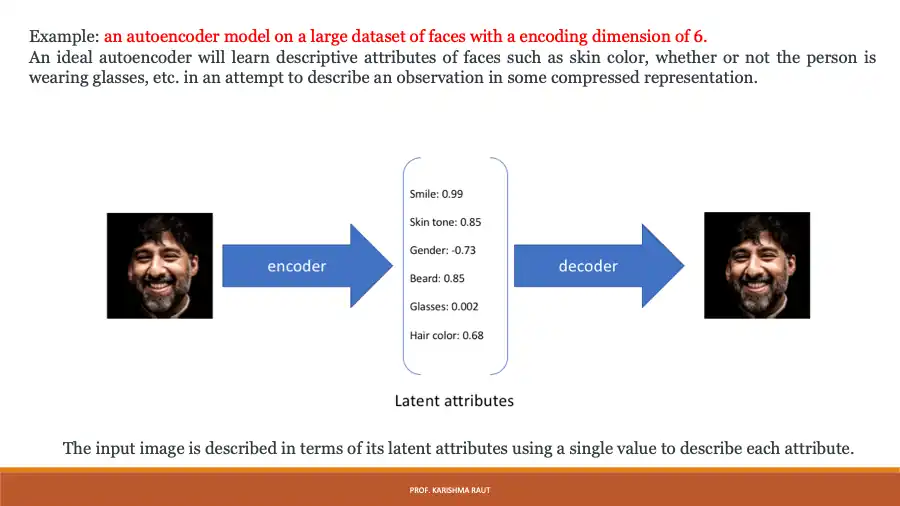 Example: an autoencoder model on a large dataset of faces with a encoding dimension of 6.
An ideal autoencoder will learn descriptive attributes of faces such as skin color, whether or not the person is
wearing glasses, etc. in an attempt to describe an observation in some compressed representation.
Smile: 0.99
Skin tone: 0.85
Gender: -0.73
Beard: 0.85
Glasses: 0.002
Hair color: 0.68
encoder
decoder
Latent attributes
The input image is described in terms of its latent attributes using a single value to describe each attribute.
PROF. KARISHMA RAUT